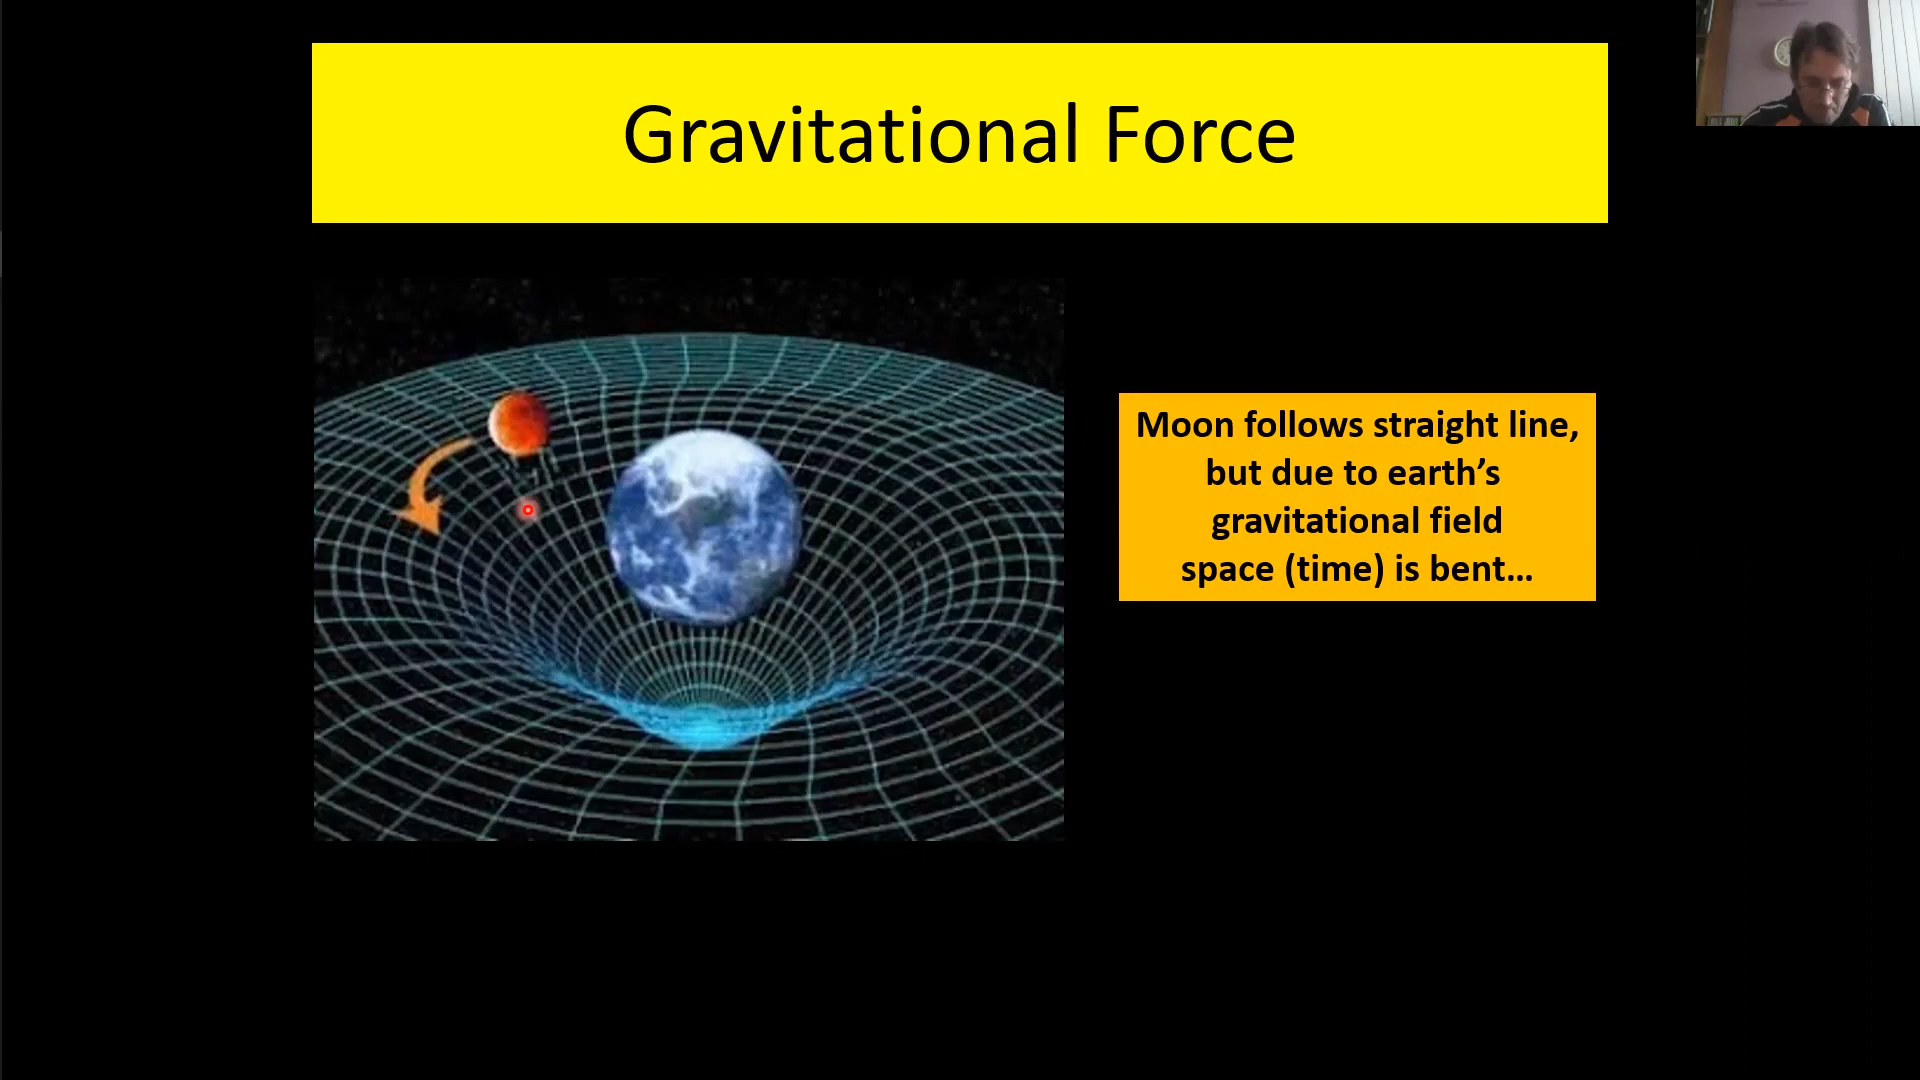 Gravitational Force
Moon follows straight line,
but due to earth’s
gravitational field
space (time) is bent…